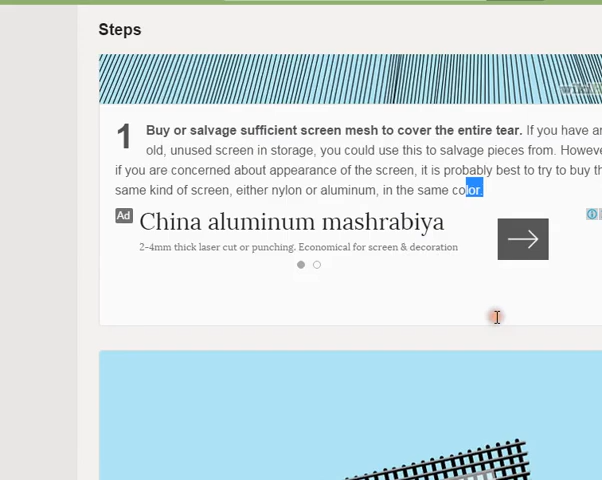 Steps
wiki
1 Buy or salvage sufficient screen mesh to cover the entire tear. If you have an
old, unused screen in storage, you could use this to salvage pieces from. Howeve
if you are concerned about appearance of the screen, it is probably best to try to buy th
same kind of screen, either nylon or aluminum, in the same color.
Ad China aluminum mashrabiya
2-4mm thick laser cut or punching. Economical for screen & decoration